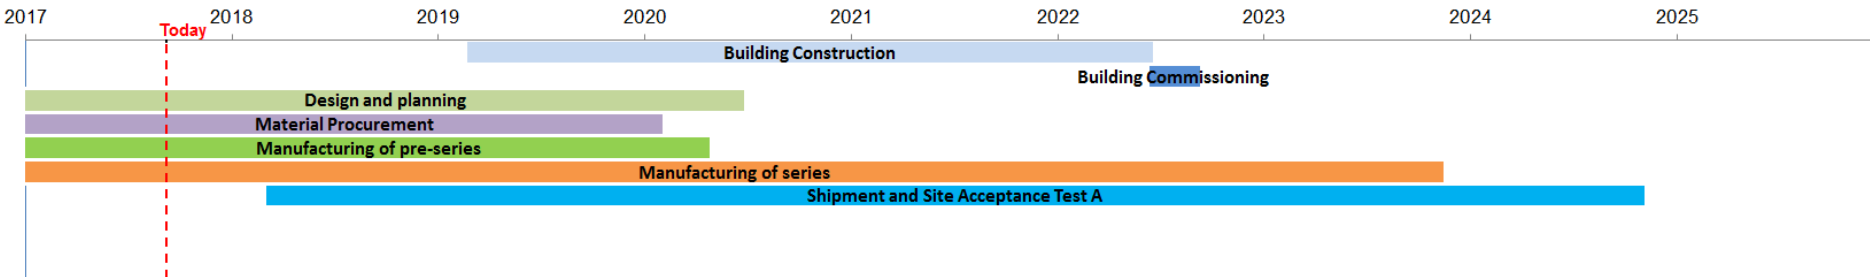 2017 2018 2019 2020 2021 2022 2023 2024 2025
Today
Building Construction
Building Commissioning
Design and planning
Material Procurement
Manufacturing of pre-series
Manufacturing of series
Shipment and Site Acceptance Test A